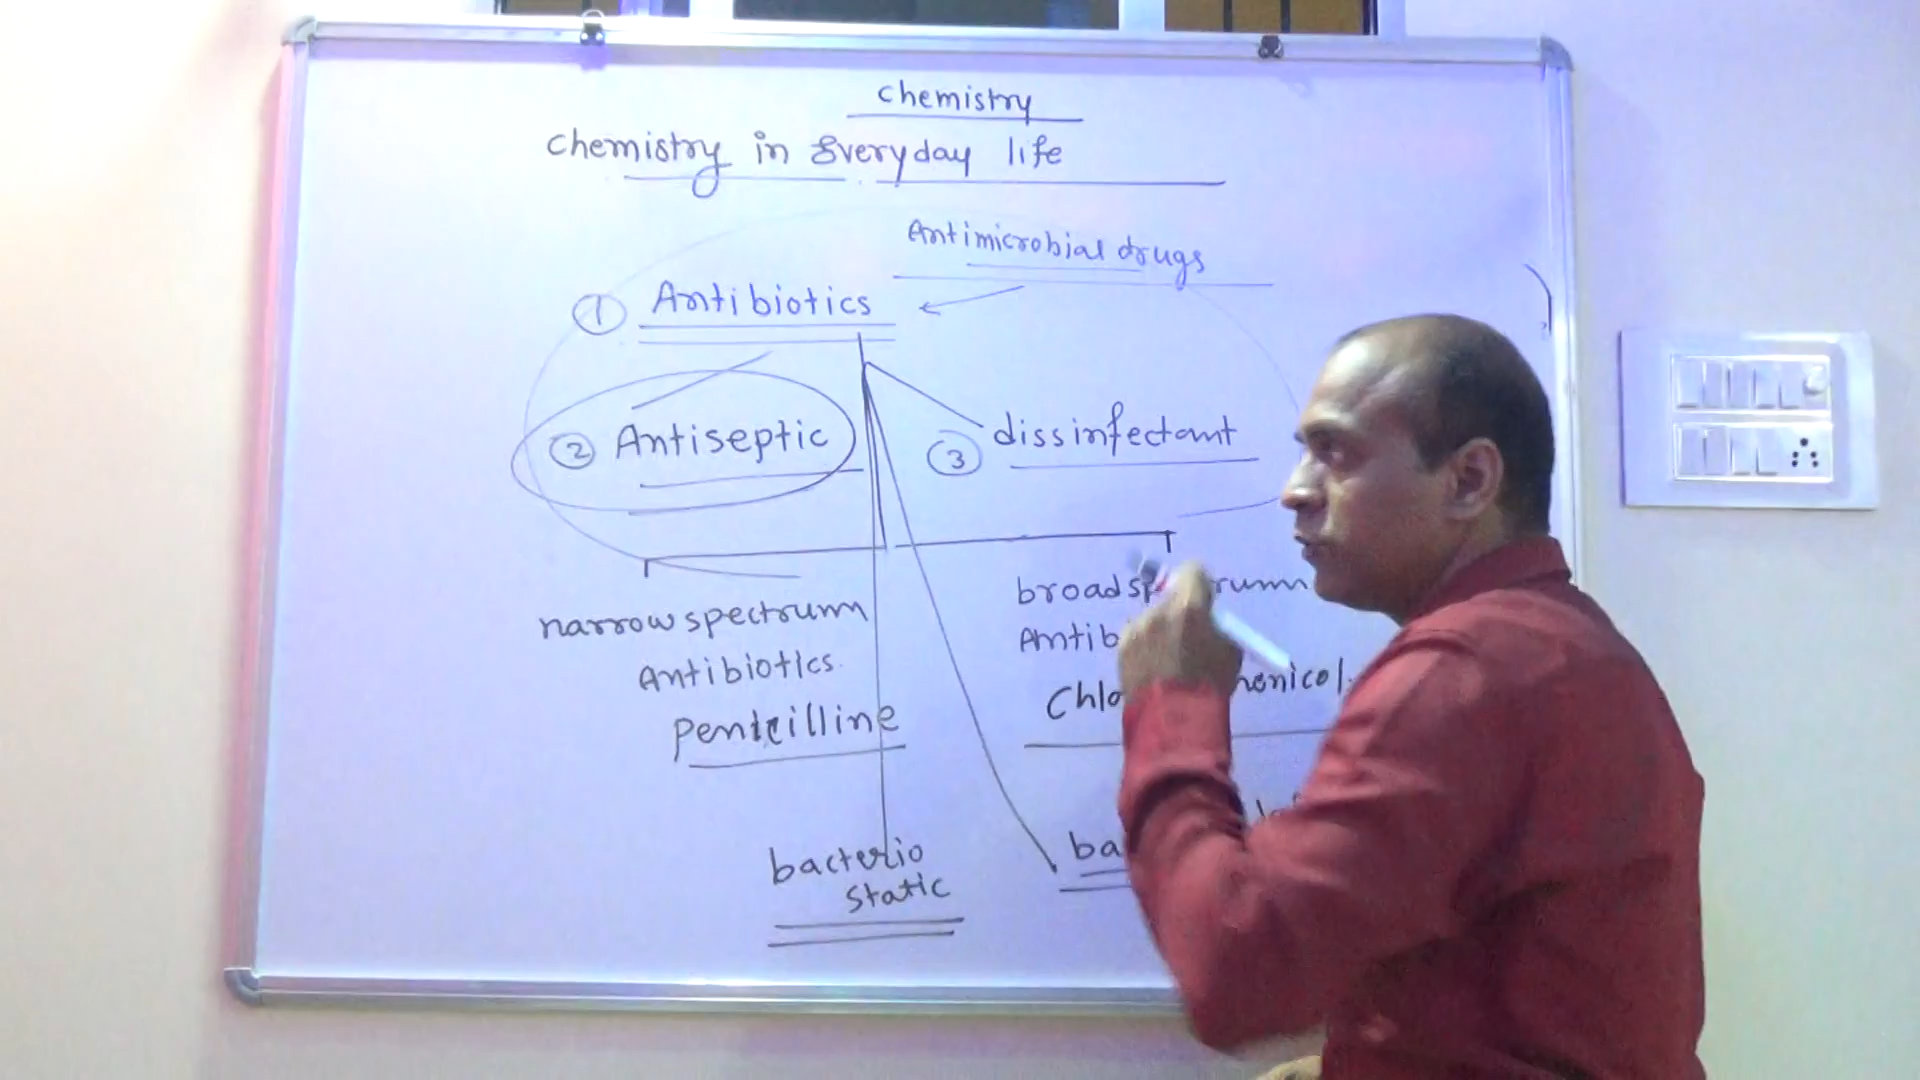 chemistry
chemistry in Everyday life
Antimicrobial drugs
① Antibiotics
② Antiseptic
③ dissinfectant
narrow spectrum
Antibiotics
Penicilline
broad
bacterio
static